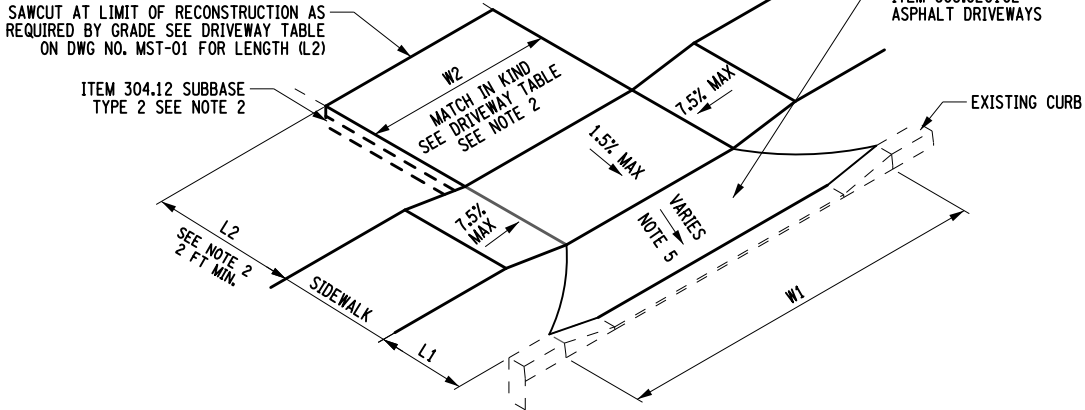 SAWCUT AT LIMIT OF RECONSTRUCTION AS
REQUIRED BY GRADE SEE DRIVEWAY TABLE
ON DWG NO. MST-01 FOR LENGTH (L2)
ASPHALT DRIVEWAYS
ITEM 304.12 SUBBASE
TYPE 2 SEE NOTE 2
W2
MATCH IN KIND
SEE DRIVEWAY TABLE
SEE NOTE 2
7.5% MAX
EXISTING CURB
1.5% MAX
7.5%
MAX
VARIES
NOTE 5
L2
SEE NOTE 2
2 FT MIN.
SIDEWALK
L1
W1